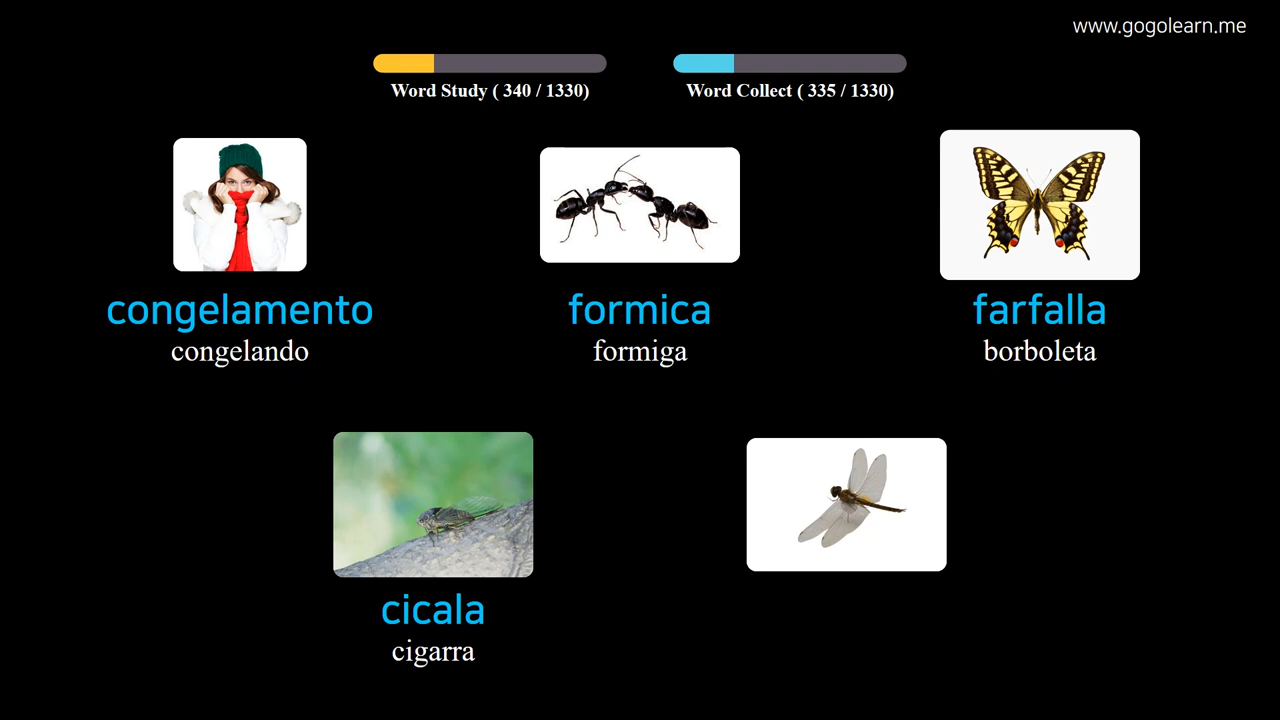 www.gogolearn.me
Word Study ( 340 / 1330)
Word Collect ( 335 / 1330)
congelamento
congelando
formica
formiga
farfalla
borboleta
cicala
cigarra